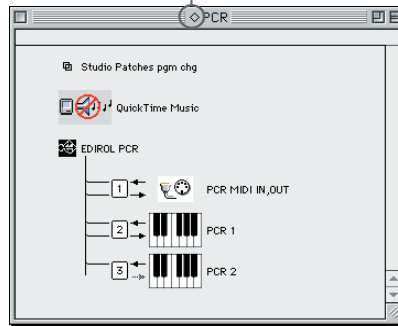 ◇PCR
Studio Patches pgm chg
QuickTime Music
EDIROL PCR
1 PCR MIDI IN,OUT
2 PCR 1
3 PCR 2